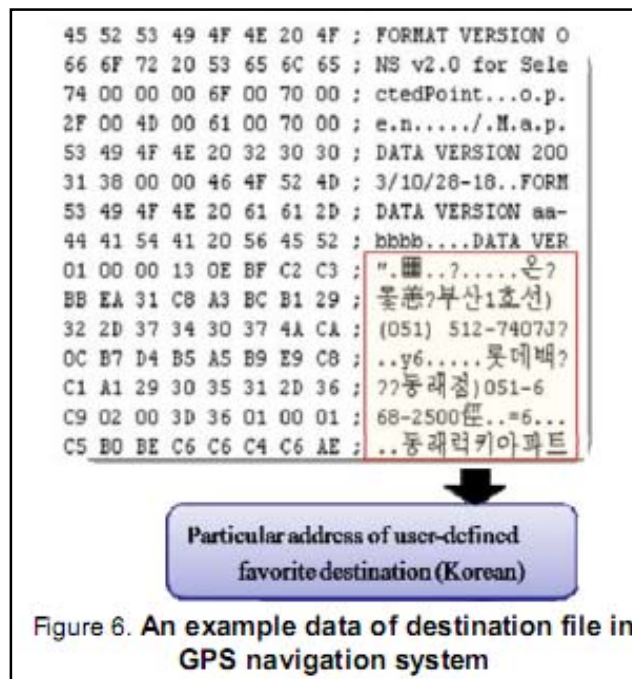 45 52 53 49 4F 4E 20 4F ; FORMAT VERSION O
66 6F 72 20 53 65 6C 65 ; NS v2.0 for Sele
74 00 00 00 6F 00 70 00 ; ctedPoint...o.p.
2F 00 4D 00 61 00 70 00 ; e.n...../.M.a.p.
53 49 4F 4E 20 32 30 30 ; DATA VERSION 200
31 38 00 00 46 4F 52 4D ; 3/10/28-18..FORM
53 49 4F 4E 20 61 61 2D ; DATA VERSION aa-
44 41 54 41 20 56 45 52 ; bbbb....DATA VER
01 00 00 13 0E BF C2 C3 ; ".▦..?.....온?
BB EA 31 C8 A3 BC B1 29 ; ?부산1호선)
32 2D 37 34 30 37 4A CA ; (051) 512-7407J?
0C B7 D4 B5 A5 B9 E9 C8 ; ..y6.....롯데백?
C1 A1 29 30 35 31 2D 36 ; ??동래점)051-6
C9 02 00 3D 36 01 00 01 ; 68-2500..=6...
C5 B0 BE C6 C6 C4 C6 AE ; ..동래럭키아파트
Particular address of user-defined
favorite destination (Korean)
Figure 6. An example data of destination file in
GPS navigation system